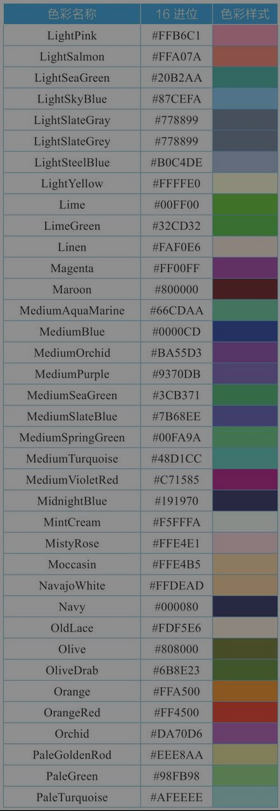 色彩名称 16 进位 色彩样式
LightPink #FFB6C1
LightSalmon #FFA07A
LightSeaGreen #20B2AA
LightSkyBlue #87CEFA
LightSlateGray #778899
LightSlateGrey #778899
LightSteelBlue #B0C4DE
LightYellow #FFFFE0
Lime #00FF00
LimeGreen #32CD32
Linen #FAF0E6
Magenta #FF00FF
Maroon #800000
MediumAquaMarine #66CDAA
MediumBlue #0000CD
MediumOrchid #BA55D3
MediumPurple #9370DB
MediumSeaGreen #3CB371
MediumSlateBlue #7B68EE
MediumSpringGreen #00FA9A
MediumTurquoise #48D1CC
MediumVioletRed #C71585
MidnightBlue #191970
MintCream #F5FFFA
MistyRose #FFE4E1
Moccasin #FFE4B5
NavajoWhite #FFDEAD
Navy #000080
OldLace #FDF5E6
Olive #808000
OliveDrab #6B8E23
Orange #FFA500
OrangeRed #FF4500
Orchid #DA70D6
PaleGoldenRod #EEE8AA
PaleGreen #98FB98
PaleTurquoise #AFEEEE